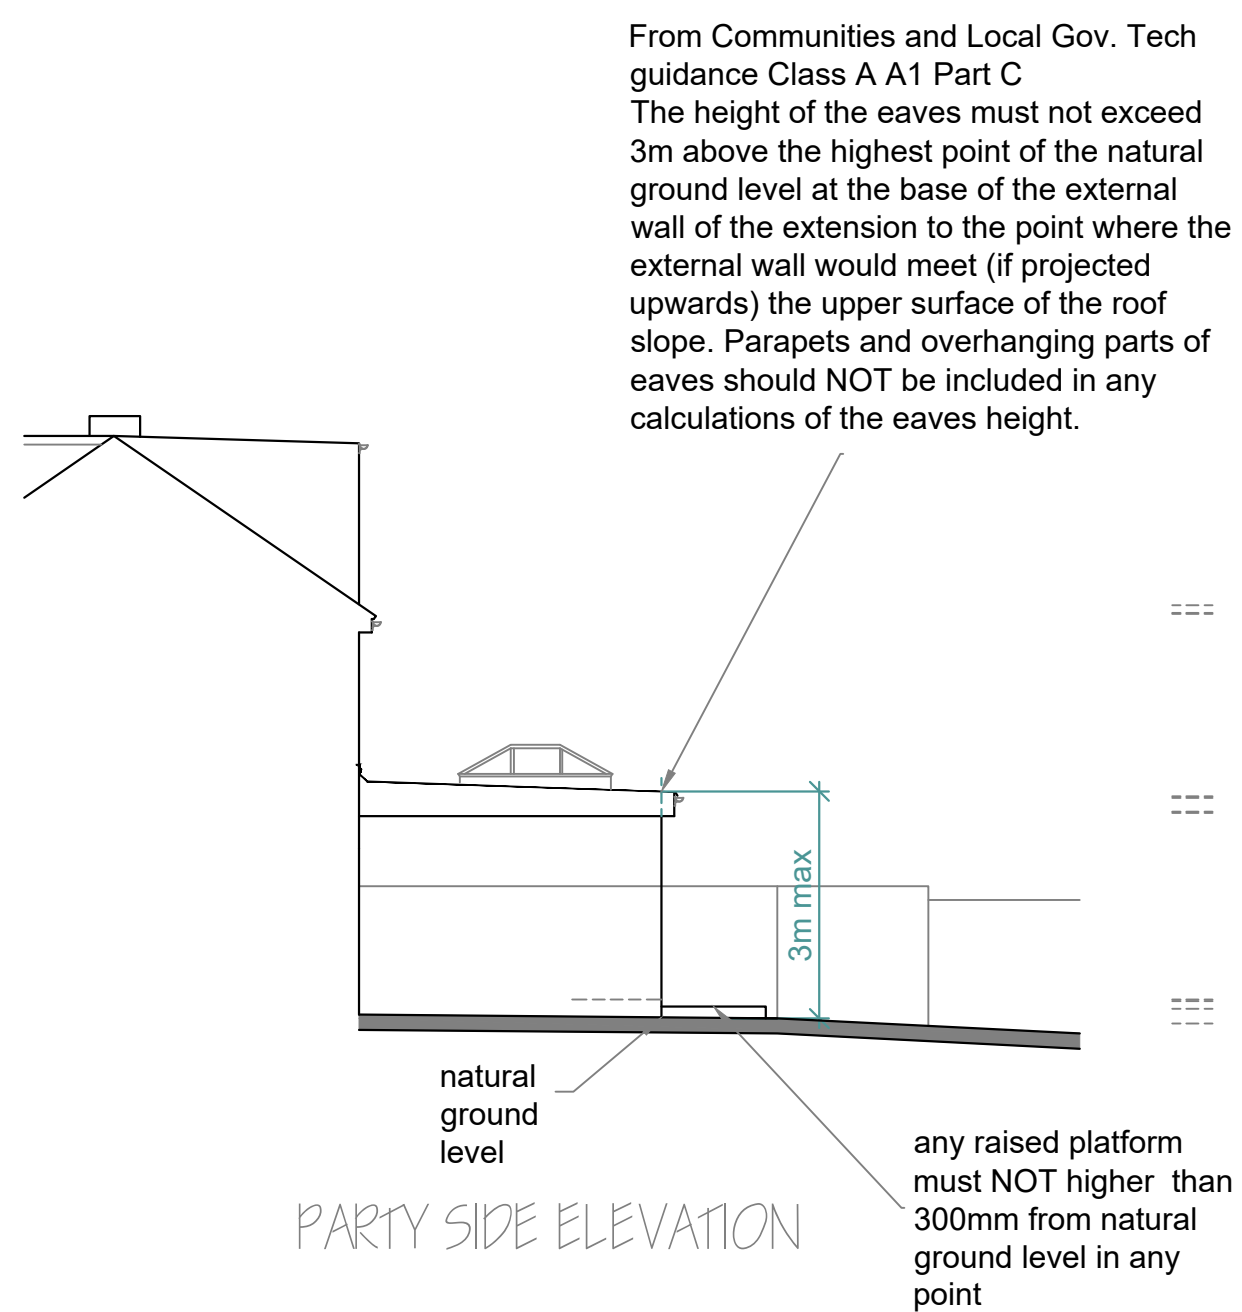 From Communities and Local Gov. Tech
guidance Class A A1 Part C
The height of the eaves must not exceed
3m above the highest point of the natural
ground level at the base of the external
wall of the extension to the point where the
external wall would meet (if projected
upwards) the upper surface of the roof
slope. Parapets and overhanging parts of
eaves should NOT be included in any
calculations of the eaves height.
3m max
natural
ground
level
any raised platform
must NOT higher than
300mm from natural
ground level in any
point
PARTY SIDE ELEVATION